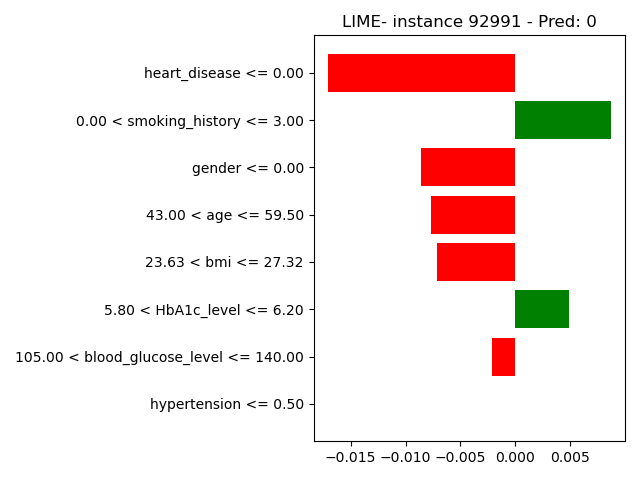 LIME- instance 92991 - Pred: 0
heart_disease <= 0.00
0.00 < smoking_history <= 3.00
gender <= 0.00
43.00 < age <= 59.50
23.63 < bmi <= 27.32
5.80 < HbA1c_level <= 6.20
105.00 < blood_glucose_level <= 140.00
hypertension <= 0.50
−0.015 −0.010 −0.005 0.000 0.005